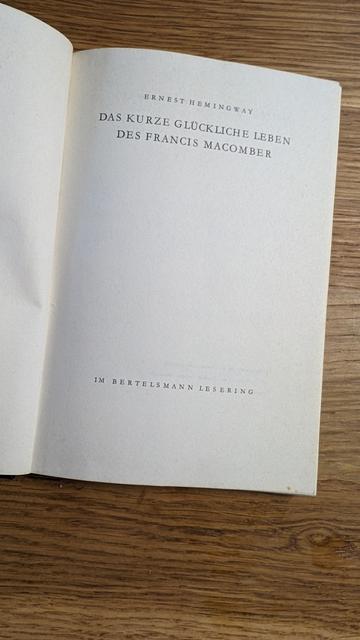 ERNEST HEMINGWAY
DAS KURZE GLÜCKLICHE LEBEN
DES FRANCIS MACOMBER
IM BERTELSMANN LESERING